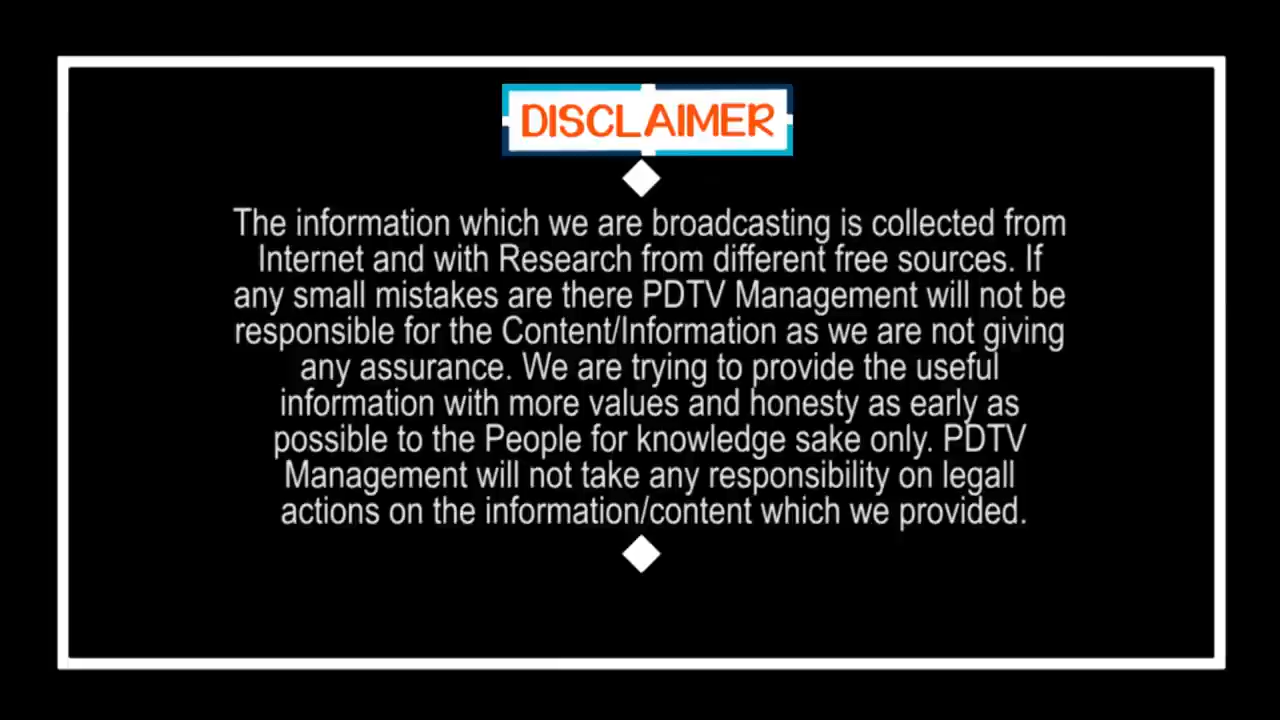 DISCLAIMER
The information which we are broadcasting is collected from
Internet and with Research from different free sources. If
any small mistakes are there PDTV Management will not be
responsible for the Content/Information as we are not giving
any assurance. We are trying to provide the useful
information with more values and honesty as early as
possible to the People for knowledge sake only. PDTV
Management will not take any responsibility on legall
actions on the information/content which we provided.